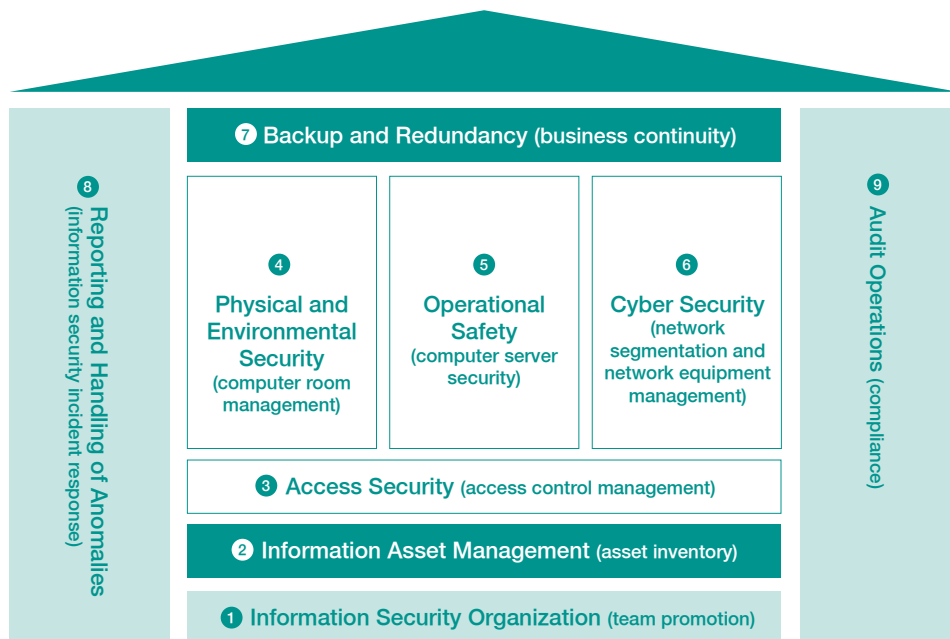 7 Backup and Redundancy (business continuity)
8 Reporting and Handling of Anomalies
(information security incident response)
4
Physical and
Environmental
Security
(computer room
management)
5
Operational
Safety
(computer server
security)
6
Cyber Security
(network
segmentation and
network equipment
management)
9 Audit Operations (compliance)
3 Access Security (access control management)
2 Information Asset Management (asset inventory)
1 Information Security Organization (team promotion)